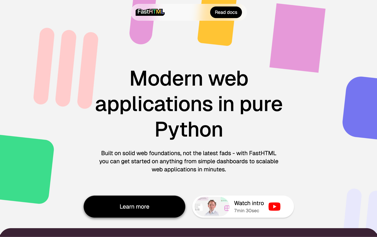 FastHTML
Read docs
Modern web
applications in pure
Python
Built on solid web foundations, not the latest fads - with FastHTML
you can get started on anything from simple dashboards to scalable
web applications in minutes.
Learn more
Watch intro
7min 30sec